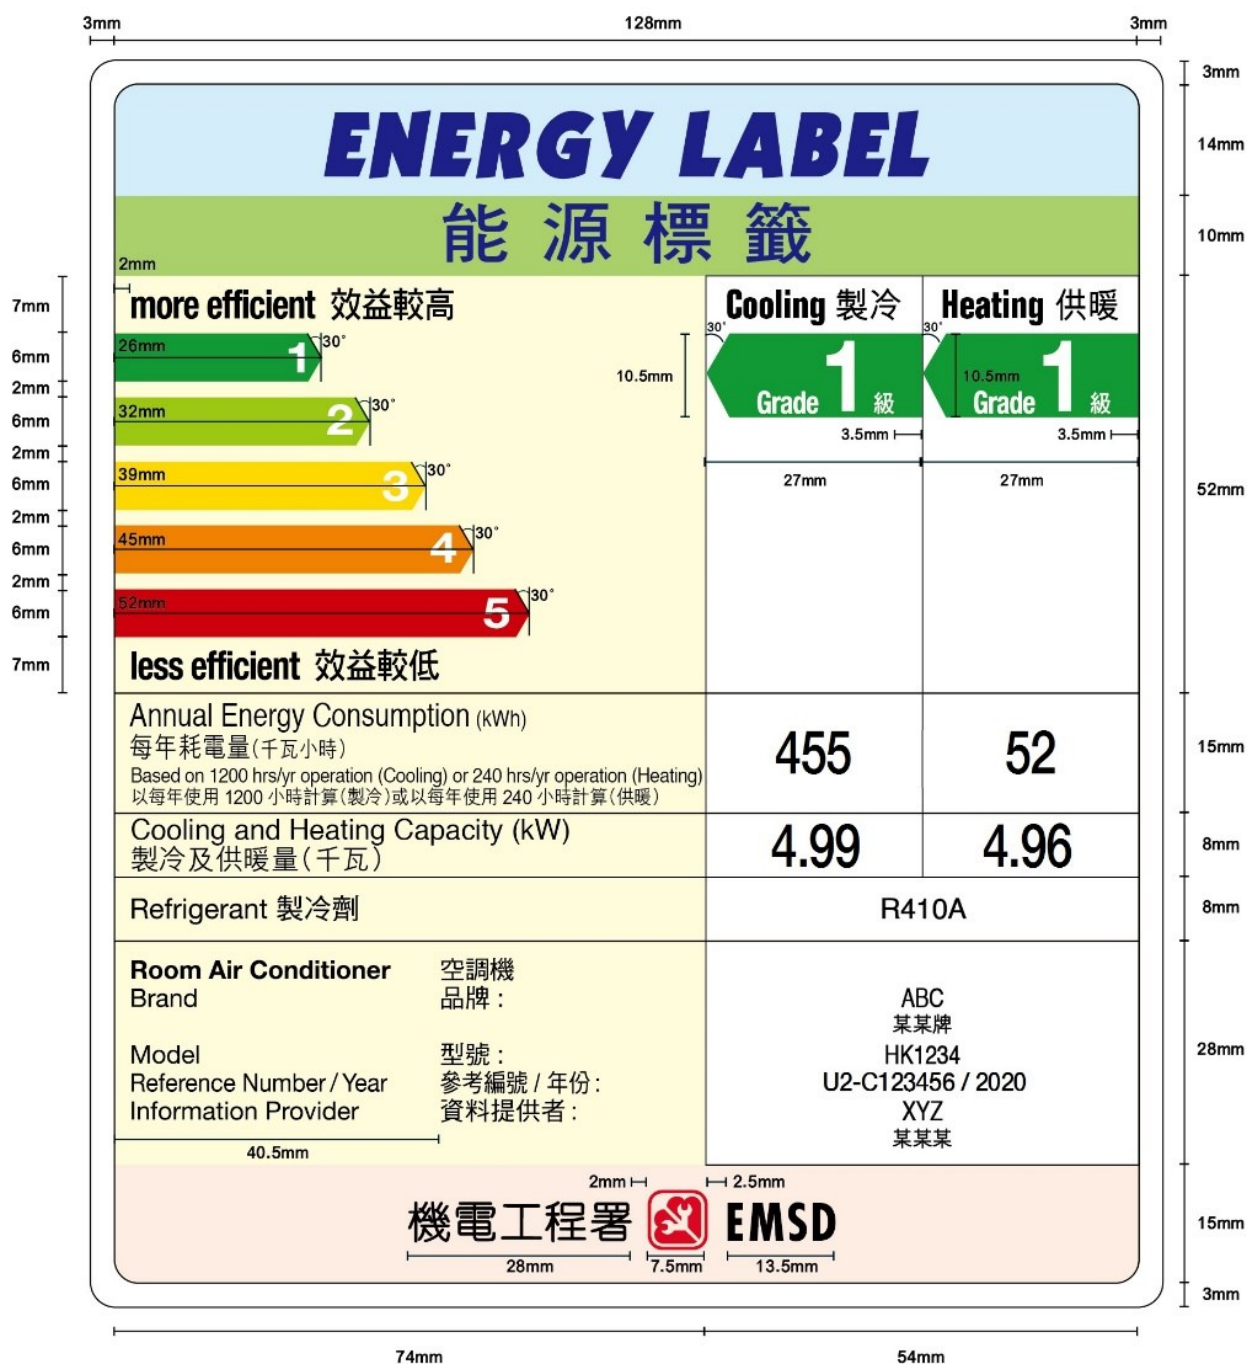 3mm 128mm 3mm
3mm
ENERGY LABEL
14mm
能源標籤
10mm
2mm
7mm
more efficient 效益較高
Cooling 製冷
Heating 供暖
6mm
26mm
1
30°
10.5mm
30°
Grade 1 級
30°
10.5mm
Grade 1 級
2mm
6mm
32mm
2
30°
3.5mm
3.5mm
2mm
6mm
39mm
3
30°
27mm
27mm
52mm
2mm
6mm
45mm
4
30°
2mm
6mm
52mm
5
30°
7mm
less efficient 效益較低
Annual Energy Consumption (kWh)
每年耗電量(千瓦小時)
Based on 1200 hrs/yr operation (Cooling) or 240 hrs/yr operation (Heating)
以每年使用 1200 小時計算(製冷)或以每年使用 240 小時計算(供暖)
455
52
15mm
Cooling and Heating Capacity (kW)
製冷及供暖量(千瓦)
4.99
4.96
8mm
Refrigerant 製冷劑
R410A
8mm
Room Air Conditioner 空調機
Brand 品牌 :
ABC
某某牌
Model 型號 :
HK1234
28mm
Reference Number / Year 參考編號 / 年份 :
U2-C123456 / 2020
Information Provider 資料提供者 :
XYZ
某某某
40.5mm
2mm
2.5mm
機電工程署 EMSD
15mm
28mm 7.5mm 13.5mm
3mm
74mm 54mm